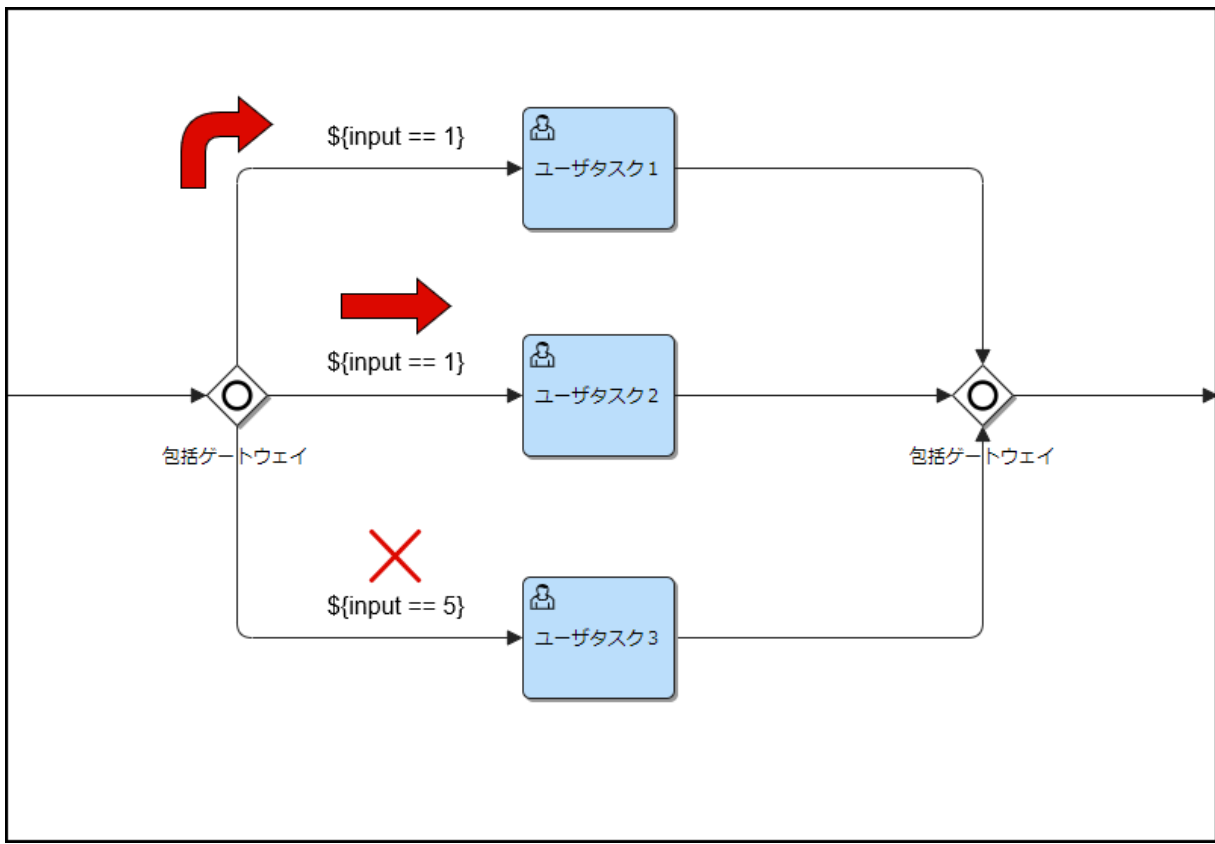 ${input == 1}
ユーザタスク1
${input == 1}
ユーザタスク2
包括ゲートウェイ
包括ゲートウェイ
${input == 5}
ユーザタスク3